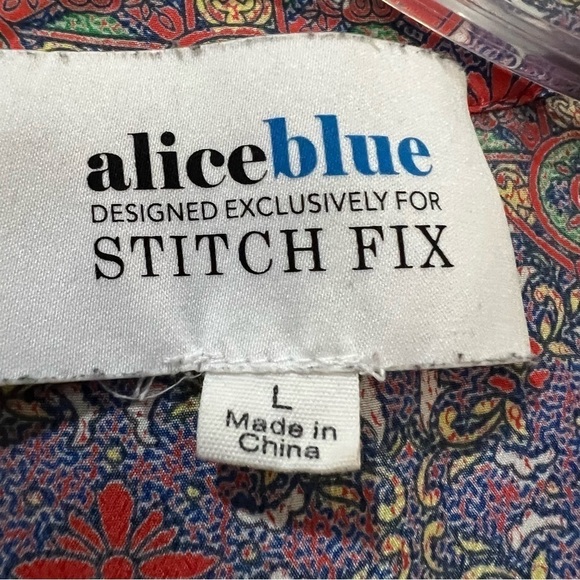 aliceblue
DESIGNED EXCLUSIVELY FOR
STITCH FIX
L
Made in
China